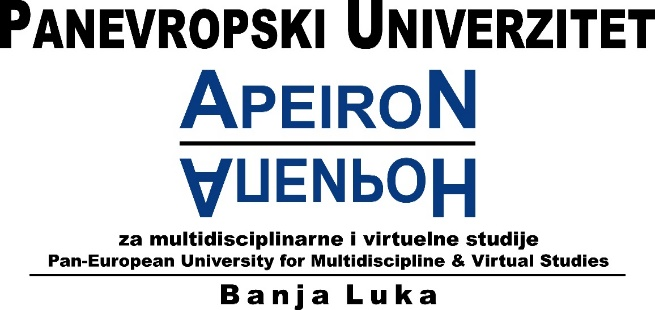 PANEVROPSKI UNIVERZITET
APEIRON
АПЕИРОН
za multidisciplinarne i virtuelne studije
Pan-European University for Multidiscipline & Virtual Studies
Banja Luka